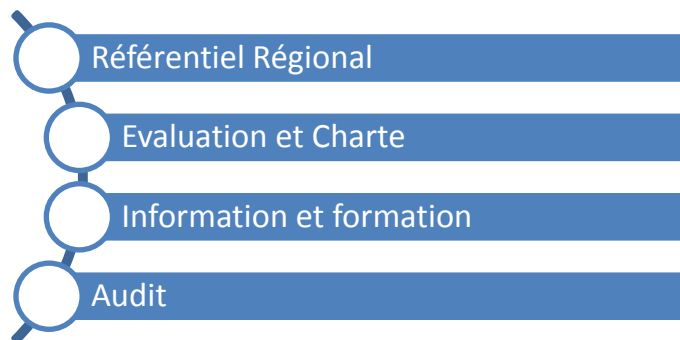 Référentiel Régional
Evaluation et Charte
Information et formation
Audit